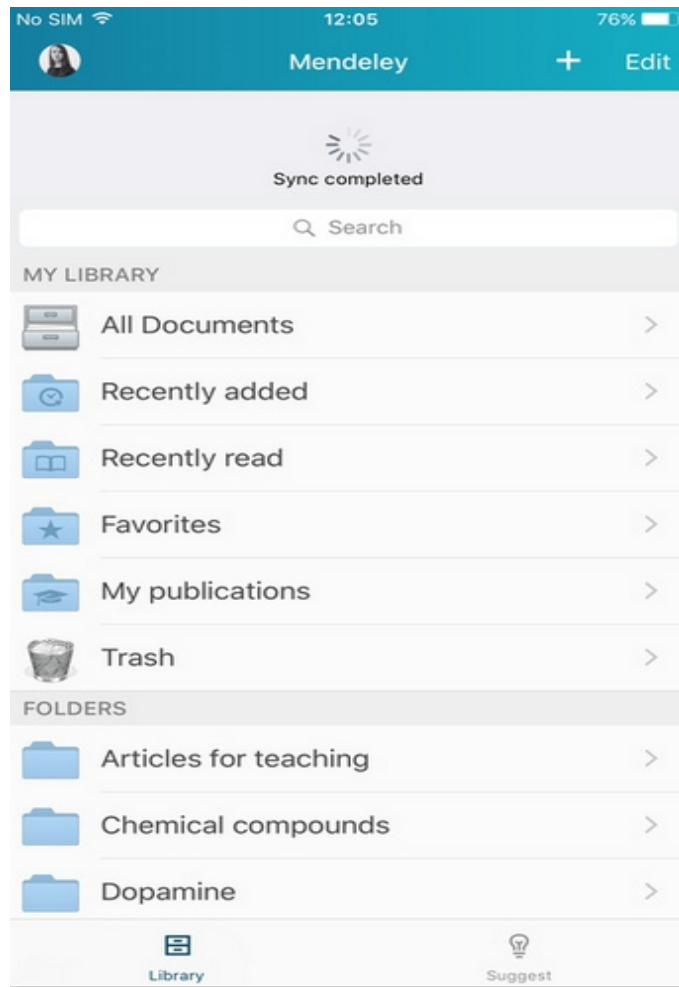 No SIM 12:05 76%
Mendeley + Edit
Sync completed
Search
MY LIBRARY
All Documents
Recently added
Recently read
Favorites
My publications
Trash
FOLDERS
Articles for teaching
Chemical compounds
Dopamine
Library Suggest